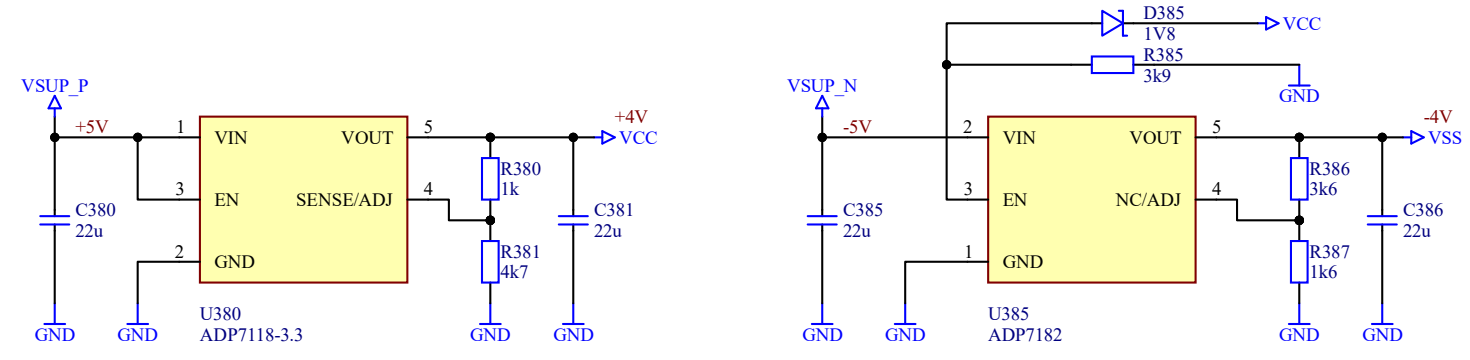 VSUP_P
+5V
1
VIN
VOUT
5
+4V
VCC
3
EN
SENSE/ADJ
4
R380
1k
C380
22u
C381
22u
2
GND
R381
4k7
GND
GND
U380
ADP7118-3.3
GND
GND
D385
1V8
VCC
R385
3k9
GND
VSUP_N
-5V
2
VIN
VOUT
5
-4V
VSS
3
EN
NC/ADJ
4
R386
3k6
C385
22u
C386
22u
1
GND
R387
1k6
GND
GND
U385
ADP7182
GND
GND